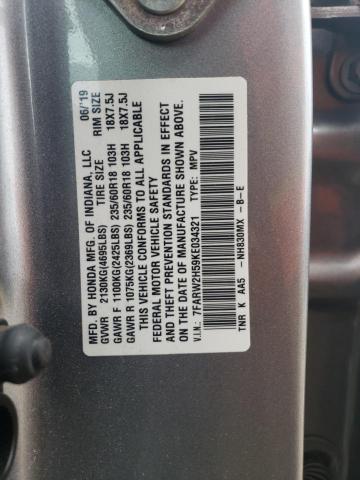 MFD. BY HONDA MFG. OF INDIANA, LLC 06/'19
GVWR 2130KG(4695LBS) TIRE SIZE RIM SIZE
GAWR F 1100KG(2425LBS) 235/60R18 103H 18X7.5J
GAWR R 1075KG(2369LBS) 235/60R18 103H 18X7.5J
THIS VEHICLE CONFORMS TO ALL APPLICABLE
FEDERAL MOTOR VEHICLE SAFETY
AND THEFT PREVENTION STANDARDS IN EFFECT
ON THE DATE OF MANUFACTURE SHOWN ABOVE.
V.I.N.: 7FARW2H59KE034321 TYPE: MPV
TNR K AA5 -NH830MX -B-E